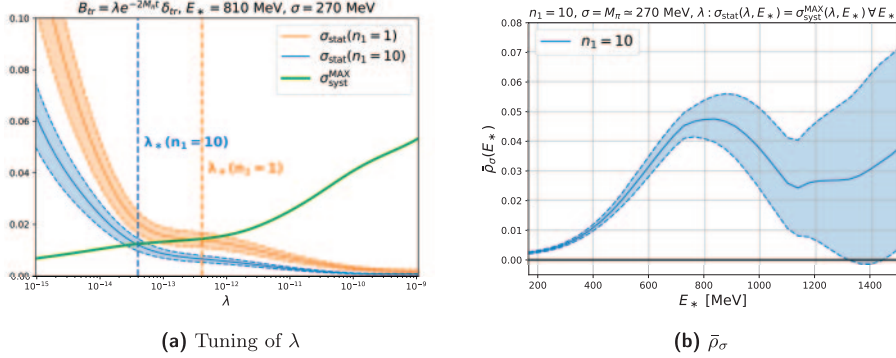 B_tr = λe^{-2M_π t} δ_tr, E_* = 810 MeV, σ = 270 MeV
0.10
0.08
0.06
0.04
0.02
0.00
σ_stat(n_1 = 1)
σ_stat(n_1 = 10)
σ_syst^MAX
λ_*(n_1 = 10)
λ_*(n_1 = 1)
10^{-15} 10^{-14} 10^{-13} 10^{-12} 10^{-11} 10^{-10} 10^{-9}
λ
(a) Tuning of λ
n_1 = 10, σ = M_π ≃ 270 MeV, λ : σ_stat(λ, E_*) = σ_syst^MAX(λ, E_*) ∀ E_*
0.08
0.07
0.06
0.05
0.04
0.03
0.02
0.01
0.00
ρ̄_σ(E_*)
n_1 = 10
200 400 600 800 1000 1200 1400
E_* [MeV]
(b) ρ̄_σ